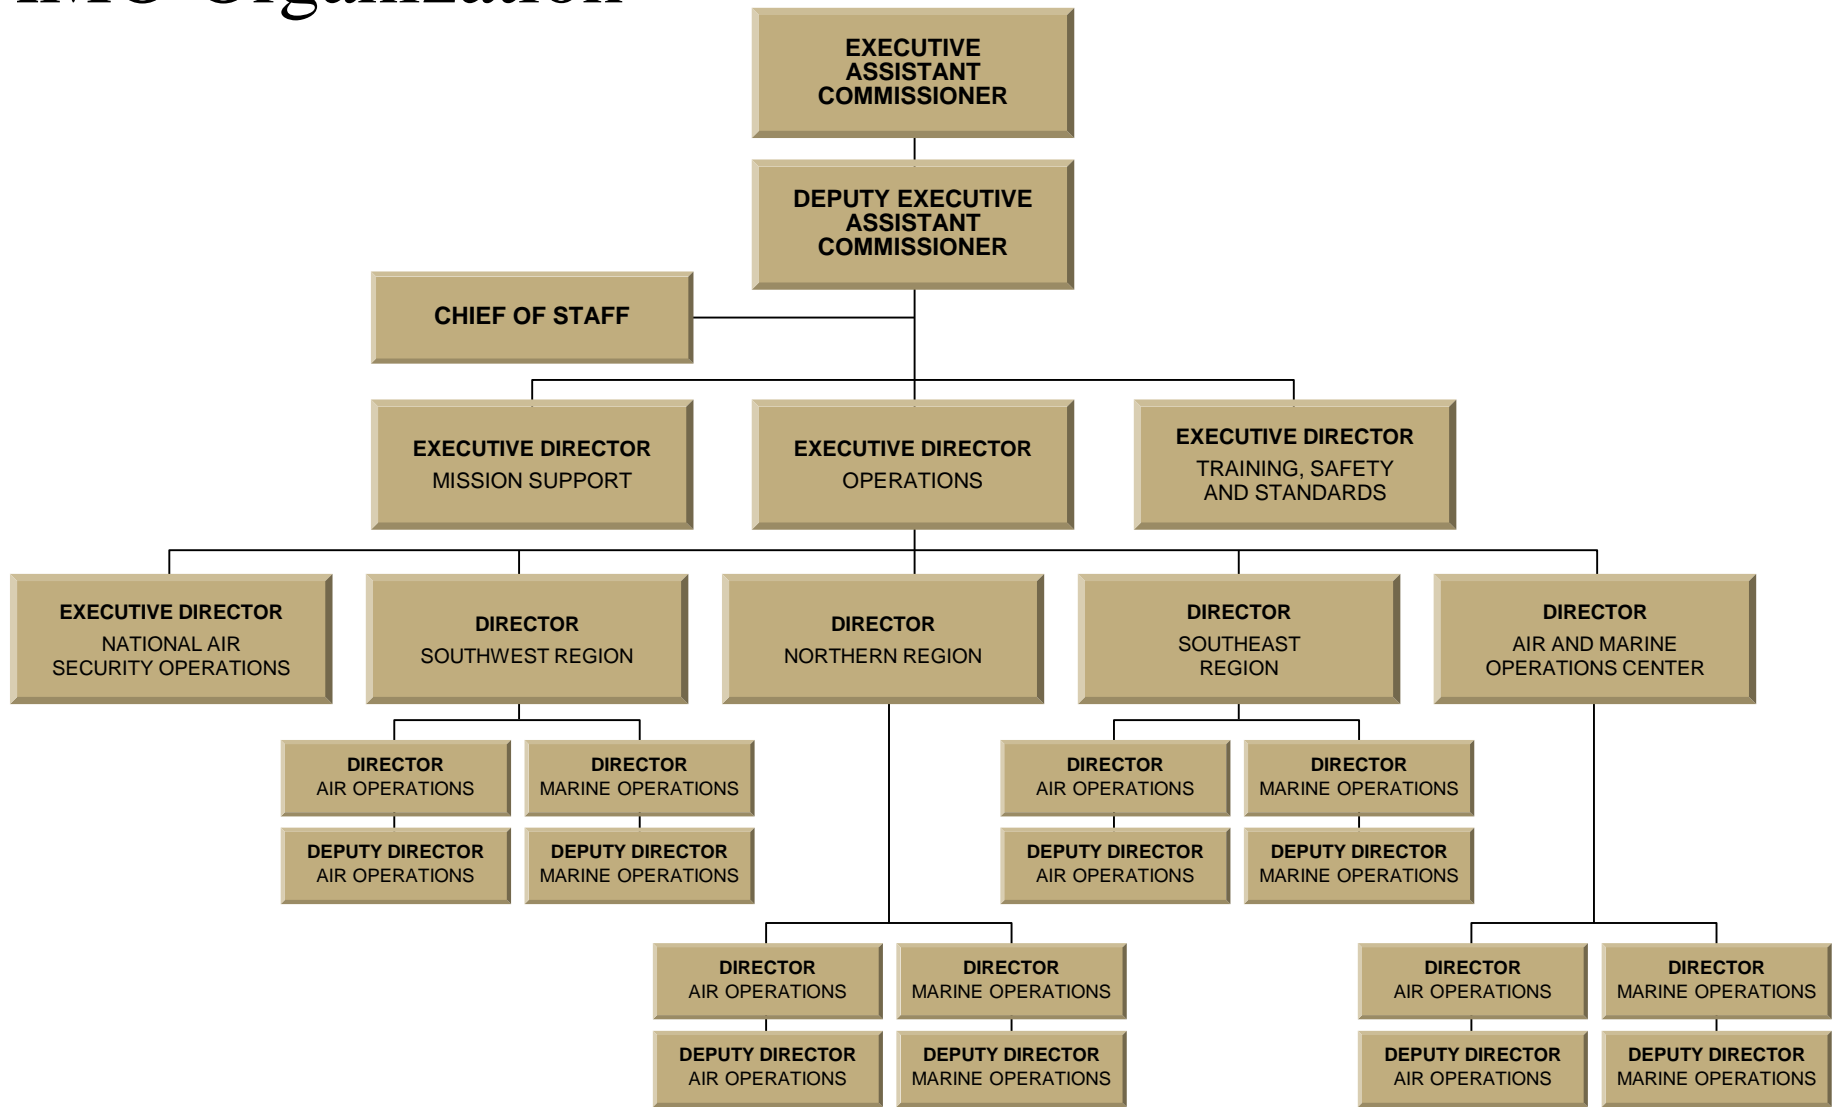 Organization
EXECUTIVE
ASSISTANT
COMMISSIONER
DEPUTY EXECUTIVE
ASSISTANT
COMMISSIONER
CHIEF OF STAFF
EXECUTIVE DIRECTOR
MISSION SUPPORT
EXECUTIVE DIRECTOR
OPERATIONS
EXECUTIVE DIRECTOR
TRAINING, SAFETY
AND STANDARDS
EXECUTIVE DIRECTOR
NATIONAL AIR
SECURITY OPERATIONS
DIRECTOR
SOUTHWEST REGION
DIRECTOR
NORTHERN REGION
DIRECTOR
SOUTHEAST
REGION
DIRECTOR
AIR AND MARINE
OPERATIONS CENTER
DIRECTOR
AIR OPERATIONS
DIRECTOR
MARINE OPERATIONS
DIRECTOR
AIR OPERATIONS
DIRECTOR
MARINE OPERATIONS
DEPUTY DIRECTOR
AIR OPERATIONS
DEPUTY DIRECTOR
MARINE OPERATIONS
DEPUTY DIRECTOR
AIR OPERATIONS
DEPUTY DIRECTOR
MARINE OPERATIONS
DIRECTOR
AIR OPERATIONS
DIRECTOR
MARINE OPERATIONS
DIRECTOR
AIR OPERATIONS
DIRECTOR
MARINE OPERATIONS
DEPUTY DIRECTOR
AIR OPERATIONS
DEPUTY DIRECTOR
MARINE OPERATIONS
DEPUTY DIRECTOR
AIR OPERATIONS
DEPUTY DIRECTOR
MARINE OPERATIONS